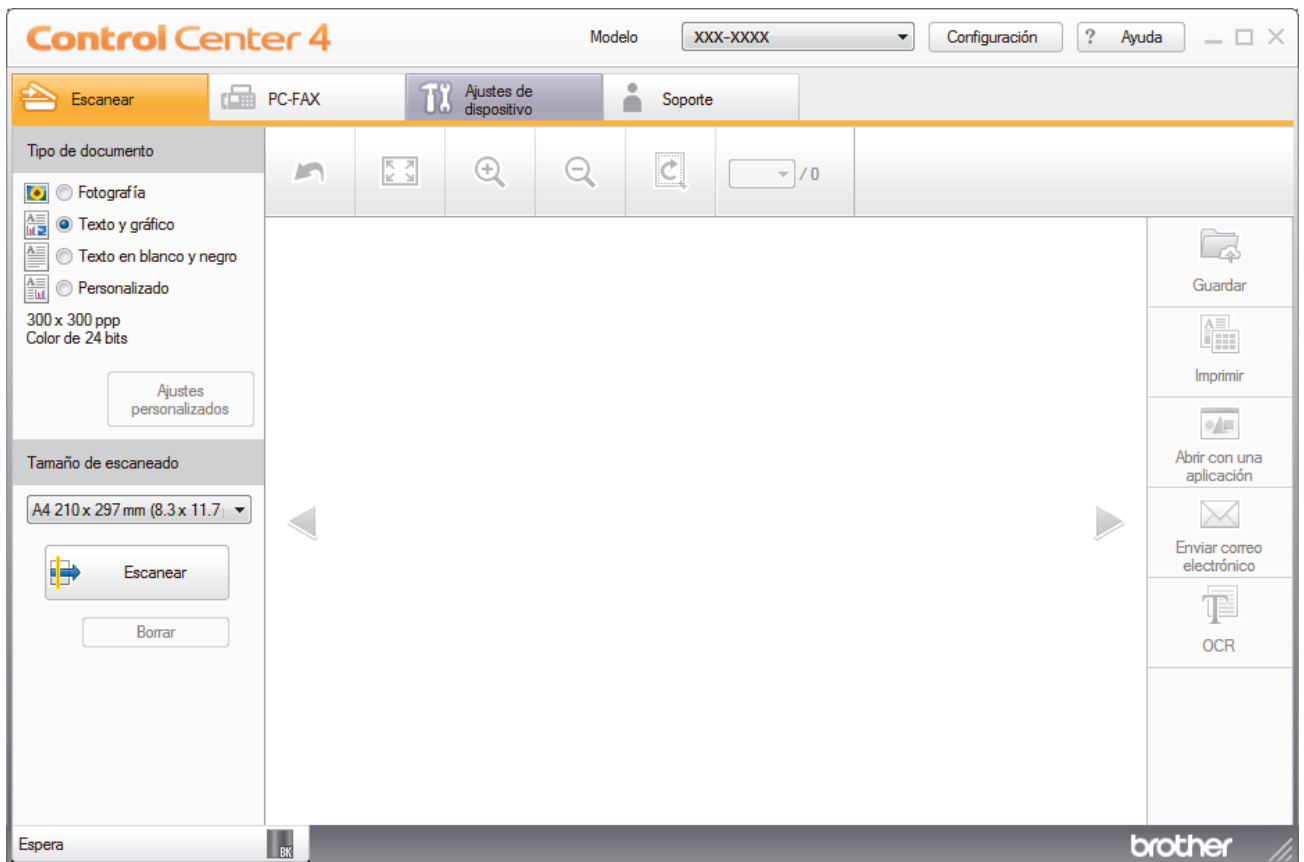 Control Center 4
Modelo
XXX-XXXX
Configuración
? Ayuda
Escanear
PC-FAX
Ajustes de
dispositivo
Soporte
Tipo de documento
Fotografía
Texto y gráfico
Texto en blanco y negro
Personalizado
300 x 300 ppp
Color de 24 bits
Ajustes
personalizados
Tamaño de escaneado
A4 210 x 297 mm (8.3 x 11.7
Escanear
Borrar
/ 0
Guardar
Imprimir
Abrir con una
aplicación
Enviar correo
electrónico
OCR
Espera
BK
brother